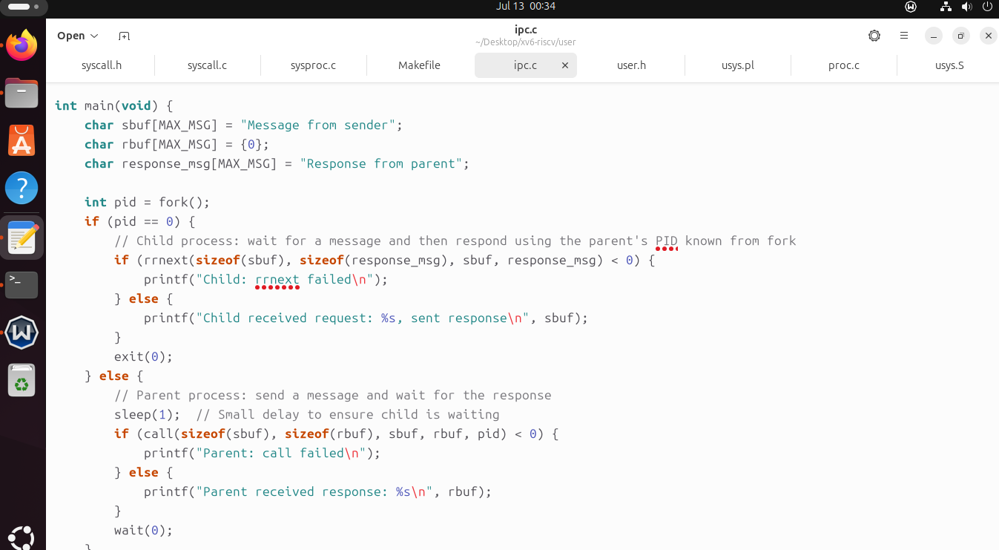 Jul 13 00:34
Open
ipc.c
~/Desktop/xv6-riscv/user
syscall.h
syscall.c
sysproc.c
Makefile
ipc.c
user.h
usys.pl
proc.c
usys.S
int main(void) {
    char sbuf[MAX_MSG] = "Message from sender";
    char rbuf[MAX_MSG] = {0};
    char response_msg[MAX_MSG] = "Response from parent";
    int pid = fork();
    if (pid == 0) {
        // Child process: wait for a message and then respond using the parent's PID known from fork
        if (rrnext(sizeof(sbuf), sizeof(response_msg), sbuf, response_msg) < 0) {
            printf("Child: rrnext failed\n");
        } else {
            printf("Child received request: %s, sent response\n", sbuf);
        }
        exit(0);
    } else {
        // Parent process: send a message and wait for the response
        sleep(1);  // Small delay to ensure child is waiting
        if (call(sizeof(sbuf), sizeof(rbuf), sbuf, rbuf, pid) < 0) {
            printf("Parent: call failed\n");
        } else {
            printf("Parent received response: %s\n", rbuf);
        }
        wait(0);
    }